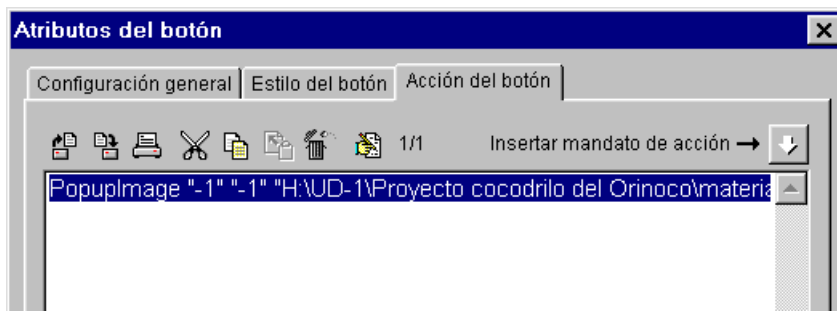 Atributos del botón
Configuración general Estilo del botón Acción del botón
1/1 Insertar mandato de acción
PopupImage "-1" "-1" "H:\UD-1\Proyecto cocodrilo del Orinoco\materia